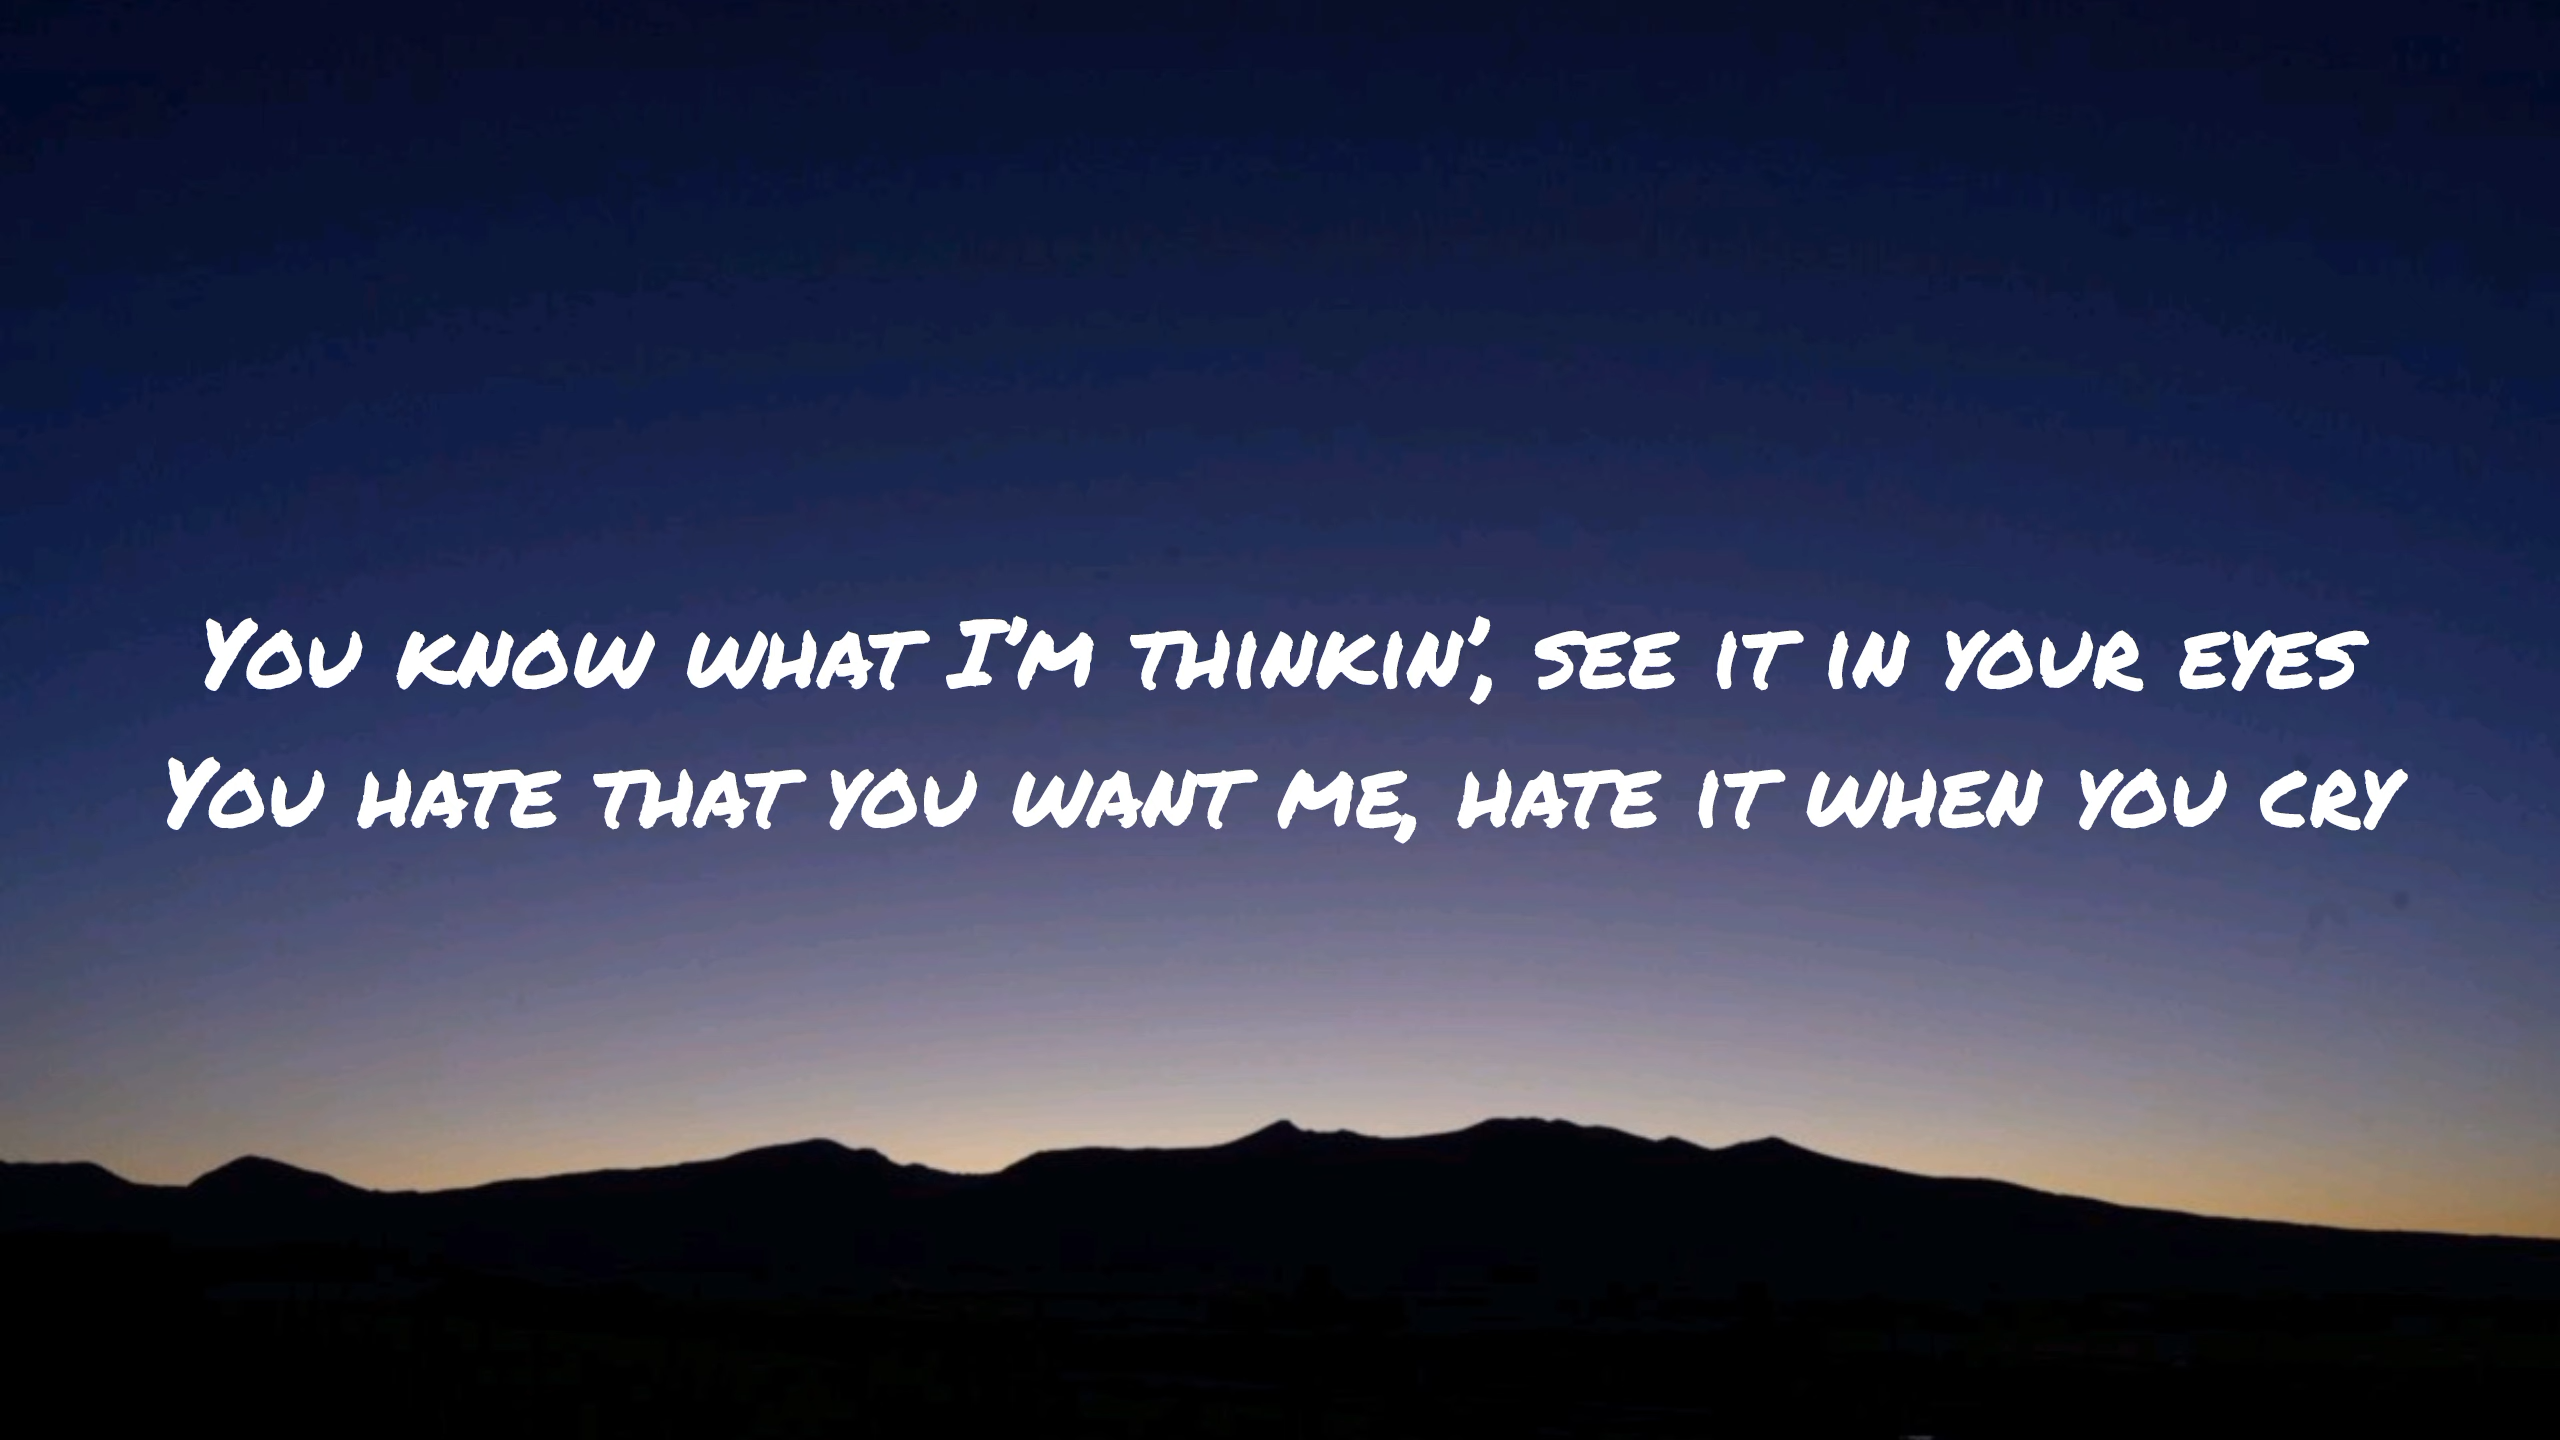 You know what I'm thinkin', see it in your eyes
You hate that you want me, hate it when you cry